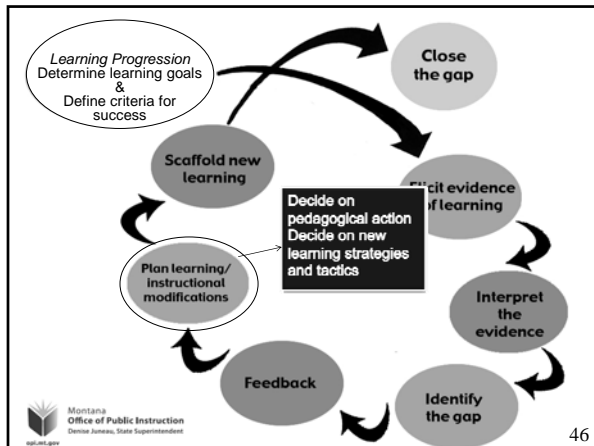 Learning Progression
Determine learning goals
&
Define criteria for
success
Close
the gap
Scaffold new
learning
Elicit evidence
of learning
Decide on
pedagogical action
Decide on new
learning strategies
and tactics
Plan learning/
instructional
modifications
Interpret
the
evidence
Feedback
Identify
the gap
Montana
Office of Public Instruction
Denise Juneau, State Superintendent
opi.mt.gov
46